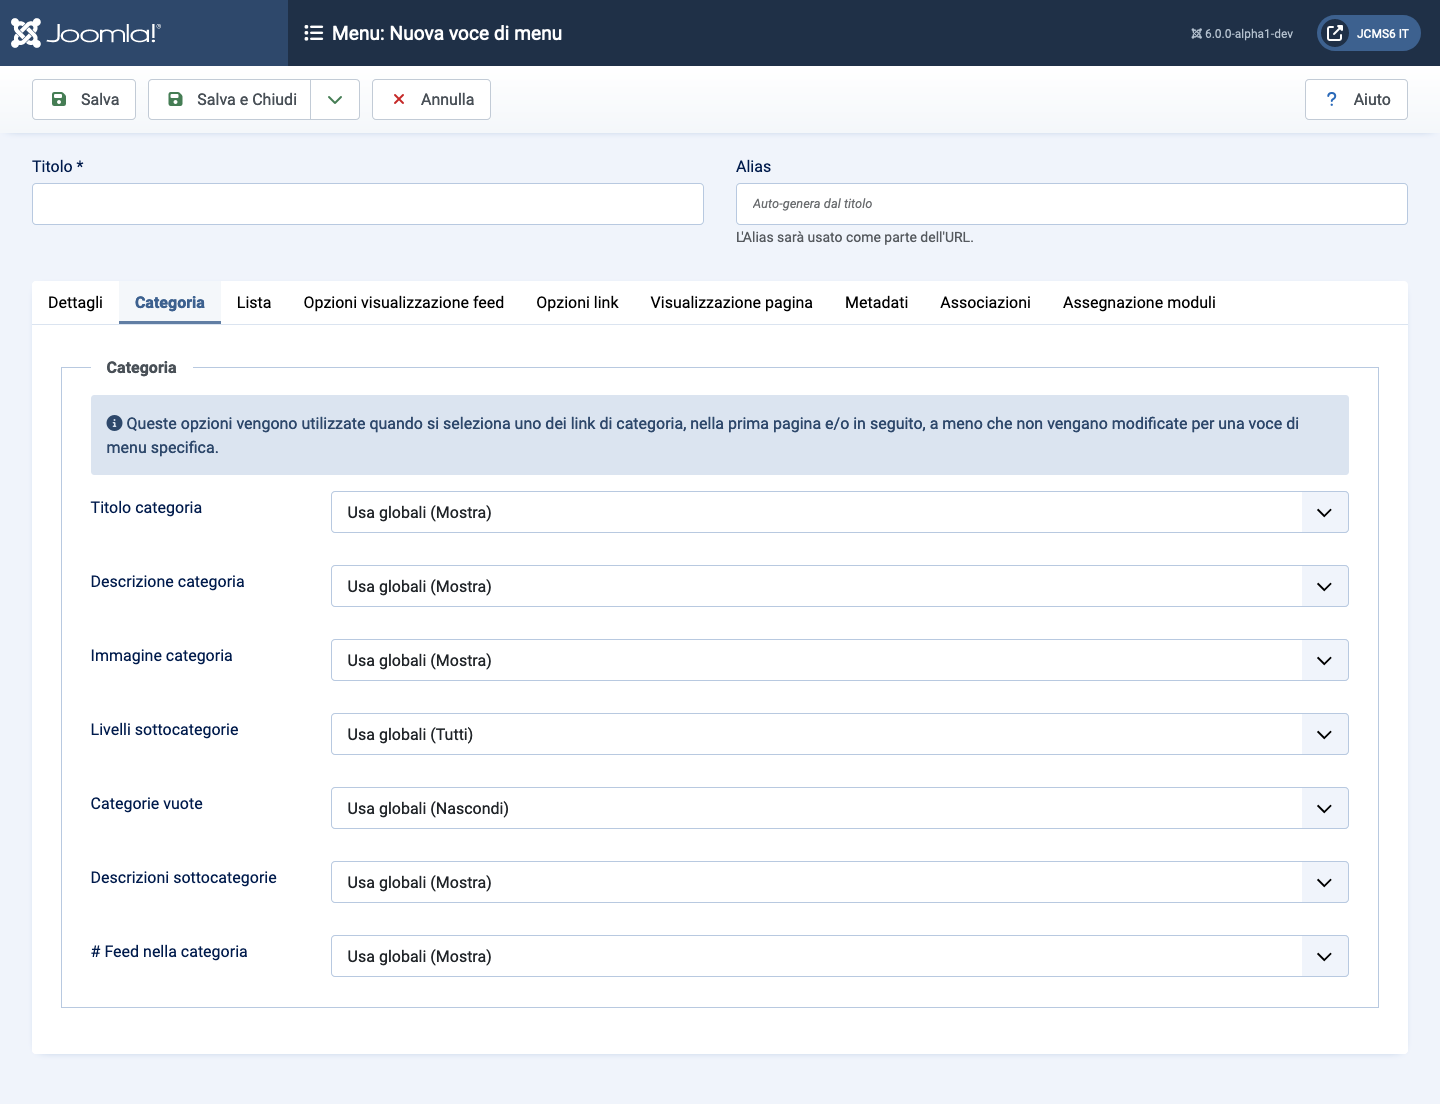 Joomla!®
Menu: Nuova voce di menu
6.0.0-alpha1-dev
JCMS6 IT
Salva
Salva e Chiudi
Annulla
? Aiuto
Titolo *
Alias
Auto-genera dal titolo
L'Alias sarà usato come parte dell'URL.
Dettagli
Categoria
Lista
Opzioni visualizzazione feed
Opzioni link
Visualizzazione pagina
Metadati
Associazioni
Assegnazione moduli
Categoria
Queste opzioni vengono utilizzate quando si seleziona uno dei link di categoria, nella prima pagina e/o in seguito, a meno che non vengano modificate per una voce di
menu specifica.
Titolo categoria
Usa globali (Mostra)
Descrizione categoria
Usa globali (Mostra)
Immagine categoria
Usa globali (Mostra)
Livelli sottocategorie
Usa globali (Tutti)
Categorie vuote
Usa globali (Nascondi)
Descrizioni sottocategorie
Usa globali (Mostra)
# Feed nella categoria
Usa globali (Mostra)